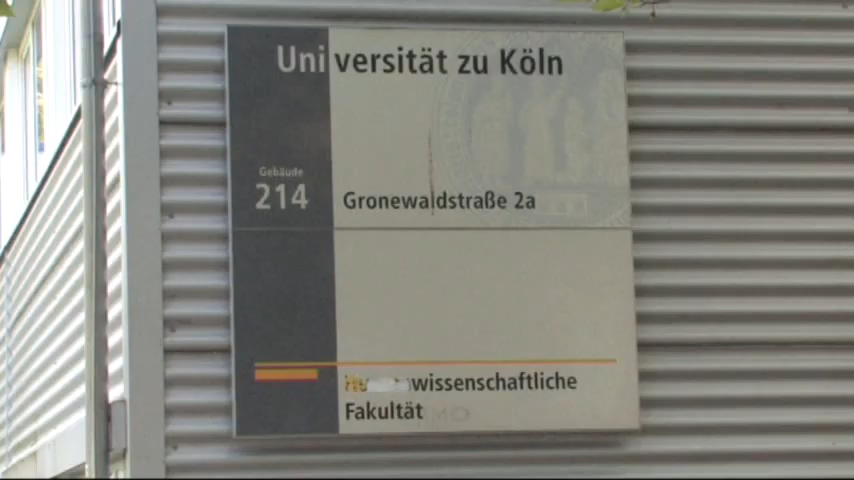 Universität zu Köln
Gebäude
214
Gronewaldstraße 2a
wissenschaftliche
Fakultät